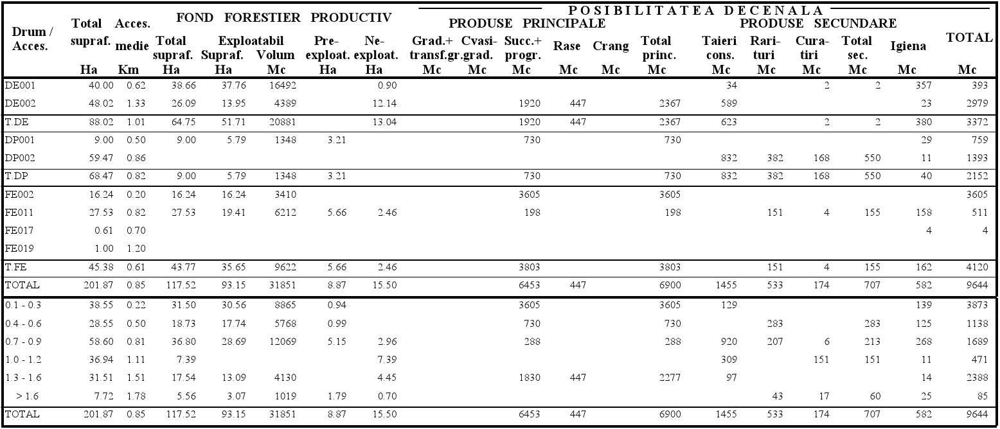 POSIBILITATEA DECENALA
FOND FORESTIER PRODUCTIV
Total Acces. PRODUSE PRINCIPALE PRODUSE SECUNDARE
Drum / supraf. medie Total Exploatabil Pre- Ne- Grad.+ Cvasi- Succ.+ Rase Crang Total Taieri Rari- Cura- Total Igiena TOTAL
Acces. supraf. Supraf. Volum exploat. exploat. transf.gr. grad. progr. princ. cons. turi tiri sec.
Ha Km Ha Ha Mc Ha Ha Mc Mc Mc Mc Mc Mc Mc Mc Mc Mc Mc Mc
DE001 40.00 0.62 38.66 37.76 16492 0.90 34 2 2 357 393
DE002 48.02 1.33 26.09 13.95 4389 12.14 1920 447 2367 589 23 2979
T.DE 88.02 1.01 64.75 51.71 20881 13.04 1920 447 2367 623 2 2 380 3372
DP001 9.00 0.50 9.00 5.79 1348 3.21 730 730 29 759
DP002 59.47 0.86 832 382 168 550 11 1393
T.DP 68.47 0.82 9.00 5.79 1348 3.21 730 730 832 382 168 550 40 2152
FE002 16.24 0.20 16.24 16.24 3410 3605 3605 3605
FE011 27.53 0.82 27.53 19.41 6212 5.66 2.46 198 198 151 4 155 158 511
FE017 0.61 0.70 4 4
FE019 1.00 1.20
T.FE 45.38 0.61 43.77 35.65 9622 5.66 2.46 3803 3803 151 4 155 162 4120
TOTAL 201.87 0.85 117.52 93.15 31851 8.87 15.50 6453 447 6900 1455 533 174 707 582 9644
0.1 - 0.3 38.55 0.22 31.50 30.56 8865 0.94 3605 3605 129 139 3873
0.4 - 0.6 28.55 0.50 18.73 17.74 5768 0.99 730 730 283 283 125 1138
0.7 - 0.9 58.60 0.81 36.80 28.69 12069 5.15 2.96 288 288 920 207 6 213 268 1689
1.0 - 1.2 36.94 1.11 7.39 7.39 309 151 151 11 471
1.3 - 1.6 31.51 1.51 17.54 13.09 4130 4.45 1830 447 2277 97 14 2388
> 1.6 7.72 1.78 5.56 3.07 1019 1.79 0.70 43 17 60 25 85
TOTAL 201.87 0.85 117.52 93.15 31851 8.87 15.50 6453 447 6900 1455 533 174 707 582 9644